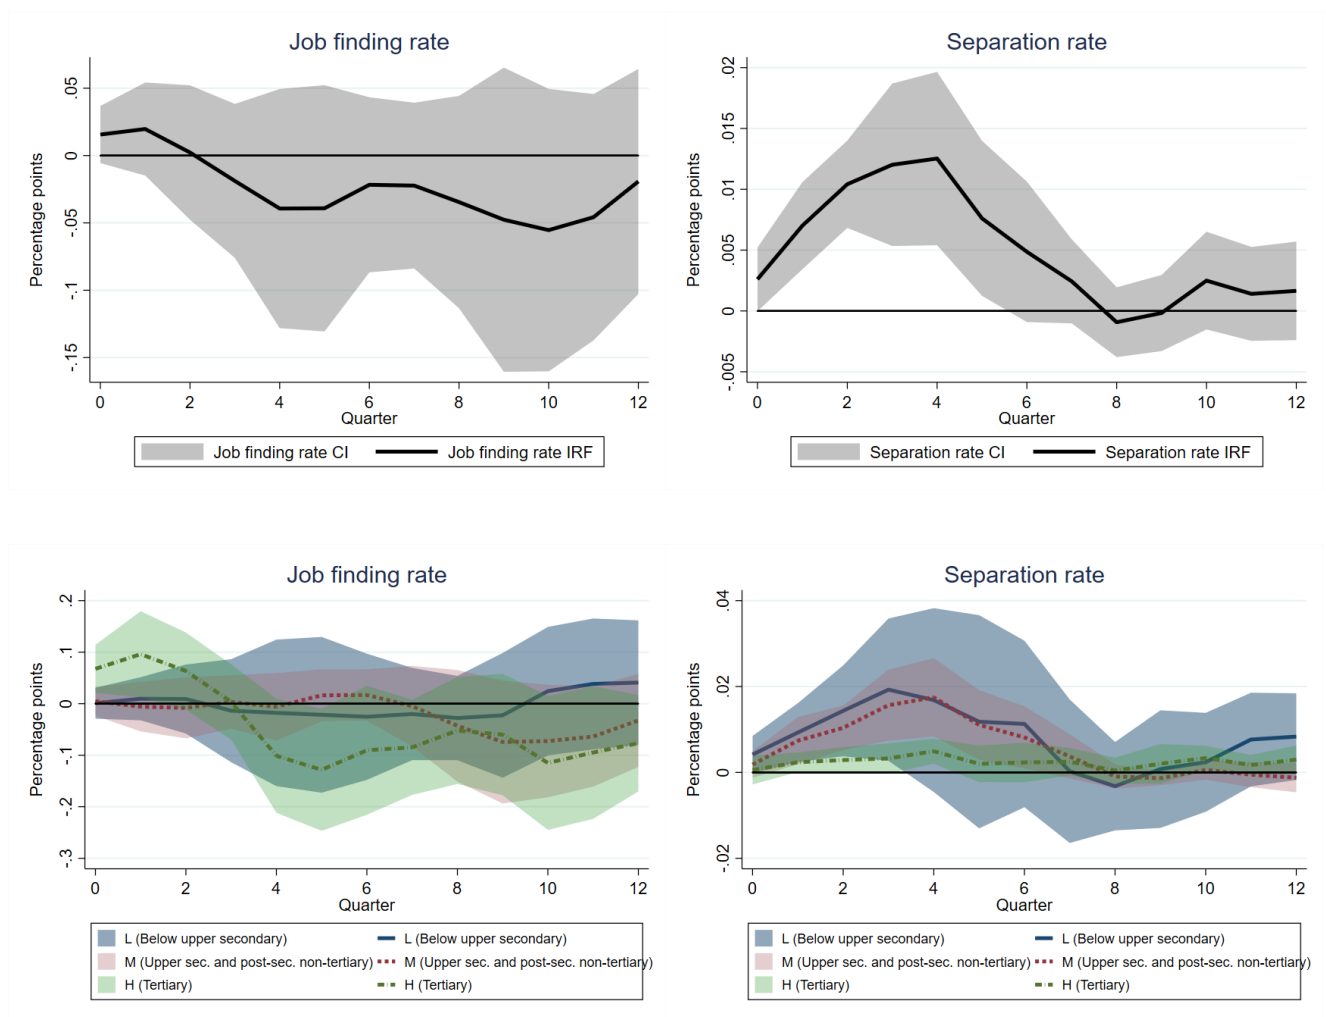 Job finding rate
Percentage points
.05
0
-.05
-.1
-.15
0 2 4 6 8 10 12
Quarter
Job finding rate CI Job finding rate IRF
Separation rate
Percentage points
.02
.015
.01
.005
0
-.005
0 2 4 6 8 10 12
Quarter
Separation rate CI Separation rate IRF
Job finding rate
Percentage points
.2
.1
0
-.1
-.2
-.3
0 2 4 6 8 10 12
Quarter
L (Below upper secondary) L (Below upper secondary)
M (Upper sec. and post-sec. non-tertiary) M (Upper sec. and post-sec. non-tertiary)
H (Tertiary) H (Tertiary)
Separation rate
Percentage points
.04
.02
0
-.02
0 2 4 6 8 10 12
Quarter
L (Below upper secondary) L (Below upper secondary)
M (Upper sec. and post-sec. non-tertiary) M (Upper sec. and post-sec. non-tertiary)
H (Tertiary) H (Tertiary)